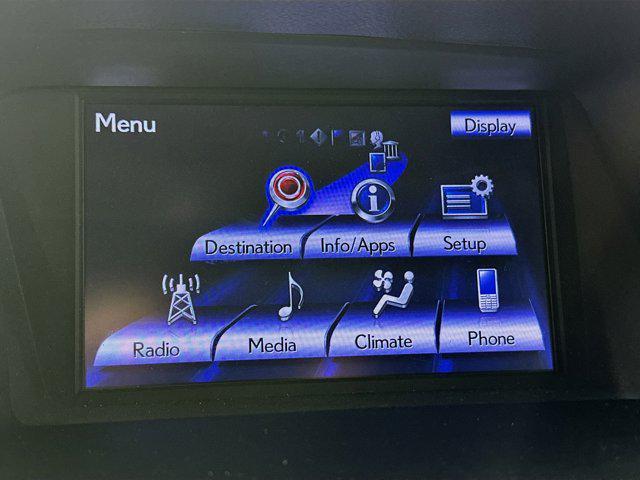 Menu
Display
Destination
Info/Apps
Setup
Radio
Media
Climate
Phone